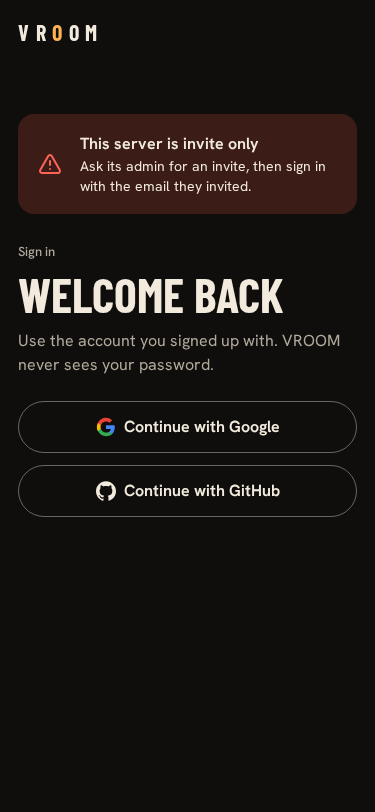 VROOM
This server is invite only
Ask its admin for an invite, then sign in
with the email they invited.
Sign in
WELCOME BACK
Use the account you signed up with. VROOM
never sees your password.
Continue with Google
Continue with GitHub